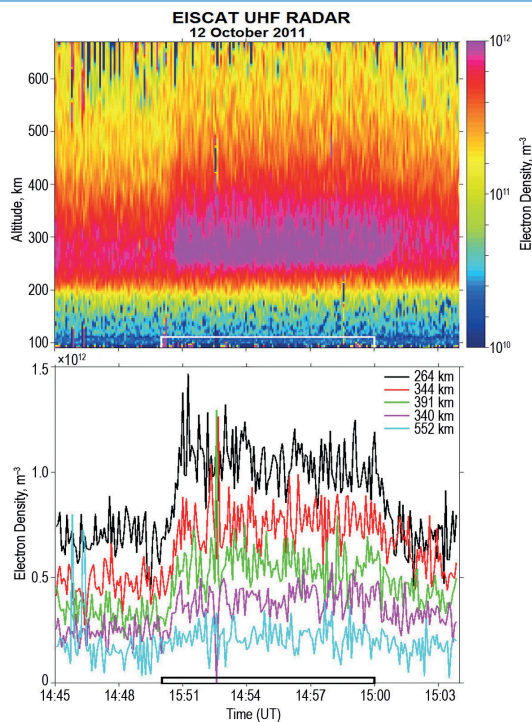 EISCAT UHF RADAR
12 October 2011
Altitude, km
600
500
400
300
200
100
10¹²
10¹¹
10¹⁰
Electron Density, m⁻³
×10¹²
Electron Density, m⁻³
1.5
1.0
0.5
0
264 km
344 km
391 km
340 km
552 km
14:45 14:48 15:51 14:54 14:57 15:00 15:03
Time (UT)